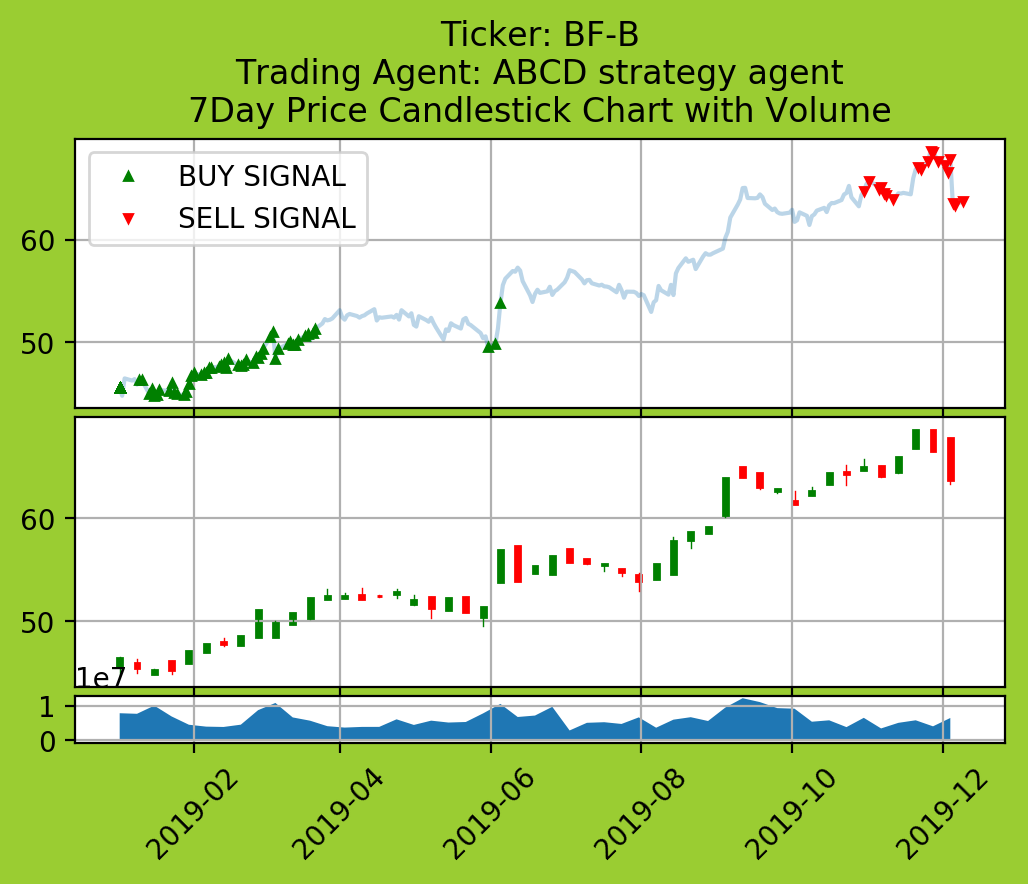 Ticker: BF-B
Trading Agent: ABCD strategy agent
7Day Price Candlestick Chart with Volume
BUY SIGNAL
SELL SIGNAL
60
50
60
50
1e7
1
0
2019-02
2019-04
2019-06
2019-08
2019-10
2019-12